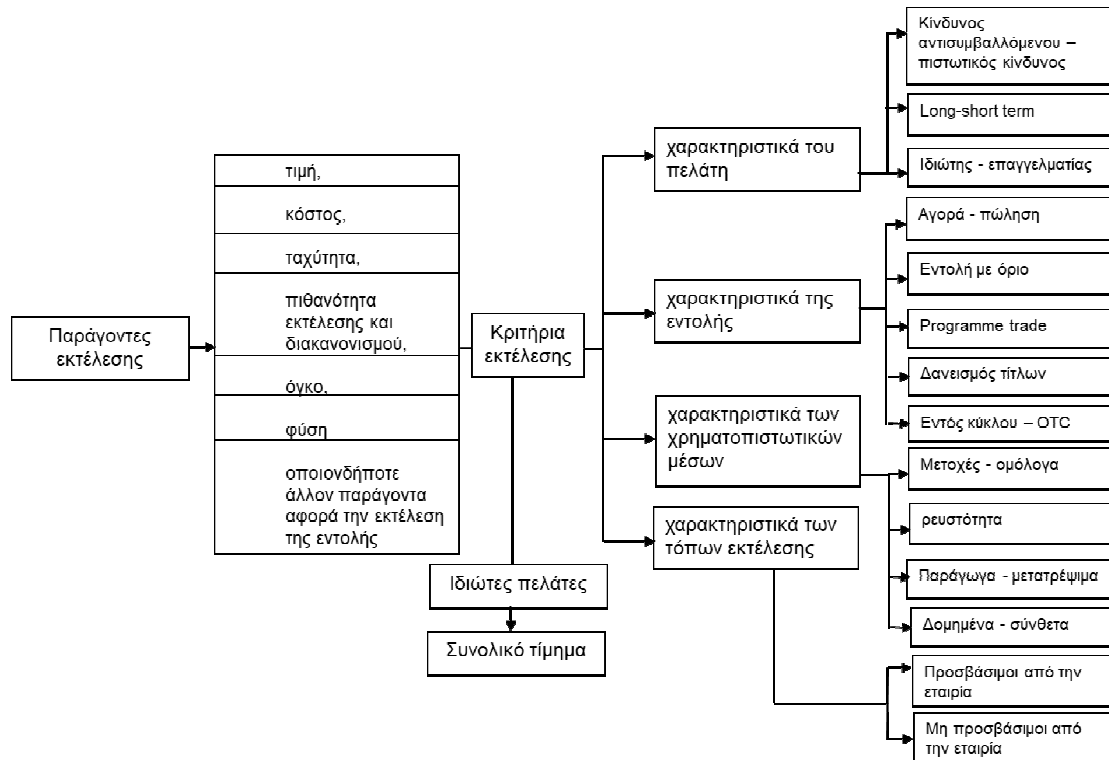 Παράγοντες
εκτέλεσης
τιμή,
κόστος,
ταχύτητα,
πιθανότητα
εκτέλεσης και
διακανονισμού,
όγκο,
φύση
οποιονδήποτε
άλλον παράγοντα
αφορά την εκτέλεση
της εντολής
Κριτήρια
εκτέλεσης
Ιδιώτες πελάτες
Συνολικό τίμημα
χαρακτηριστικά του
πελάτη
χαρακτηριστικά της
εντολής
χαρακτηριστικά των
χρηματοπιστωτικών
μέσων
χαρακτηριστικά των
τόπων εκτέλεσης
Κίνδυνος
αντισυμβαλλόμενου –
πιστωτικός κίνδυνος
Long-short term
Ιδιώτης - επαγγελματίας
Αγορά - πώληση
Εντολή με όριο
Programme trade
Δανεισμός τίτλων
Εντός κύκλου – OTC
Μετοχές - ομόλογα
ρευστότητα
Παράγωγα - μετατρέψιμα
Δομημένα - σύνθετα
Προσβάσιμοι από την
εταιρία
Μη προσβάσιμοι από
την εταιρία